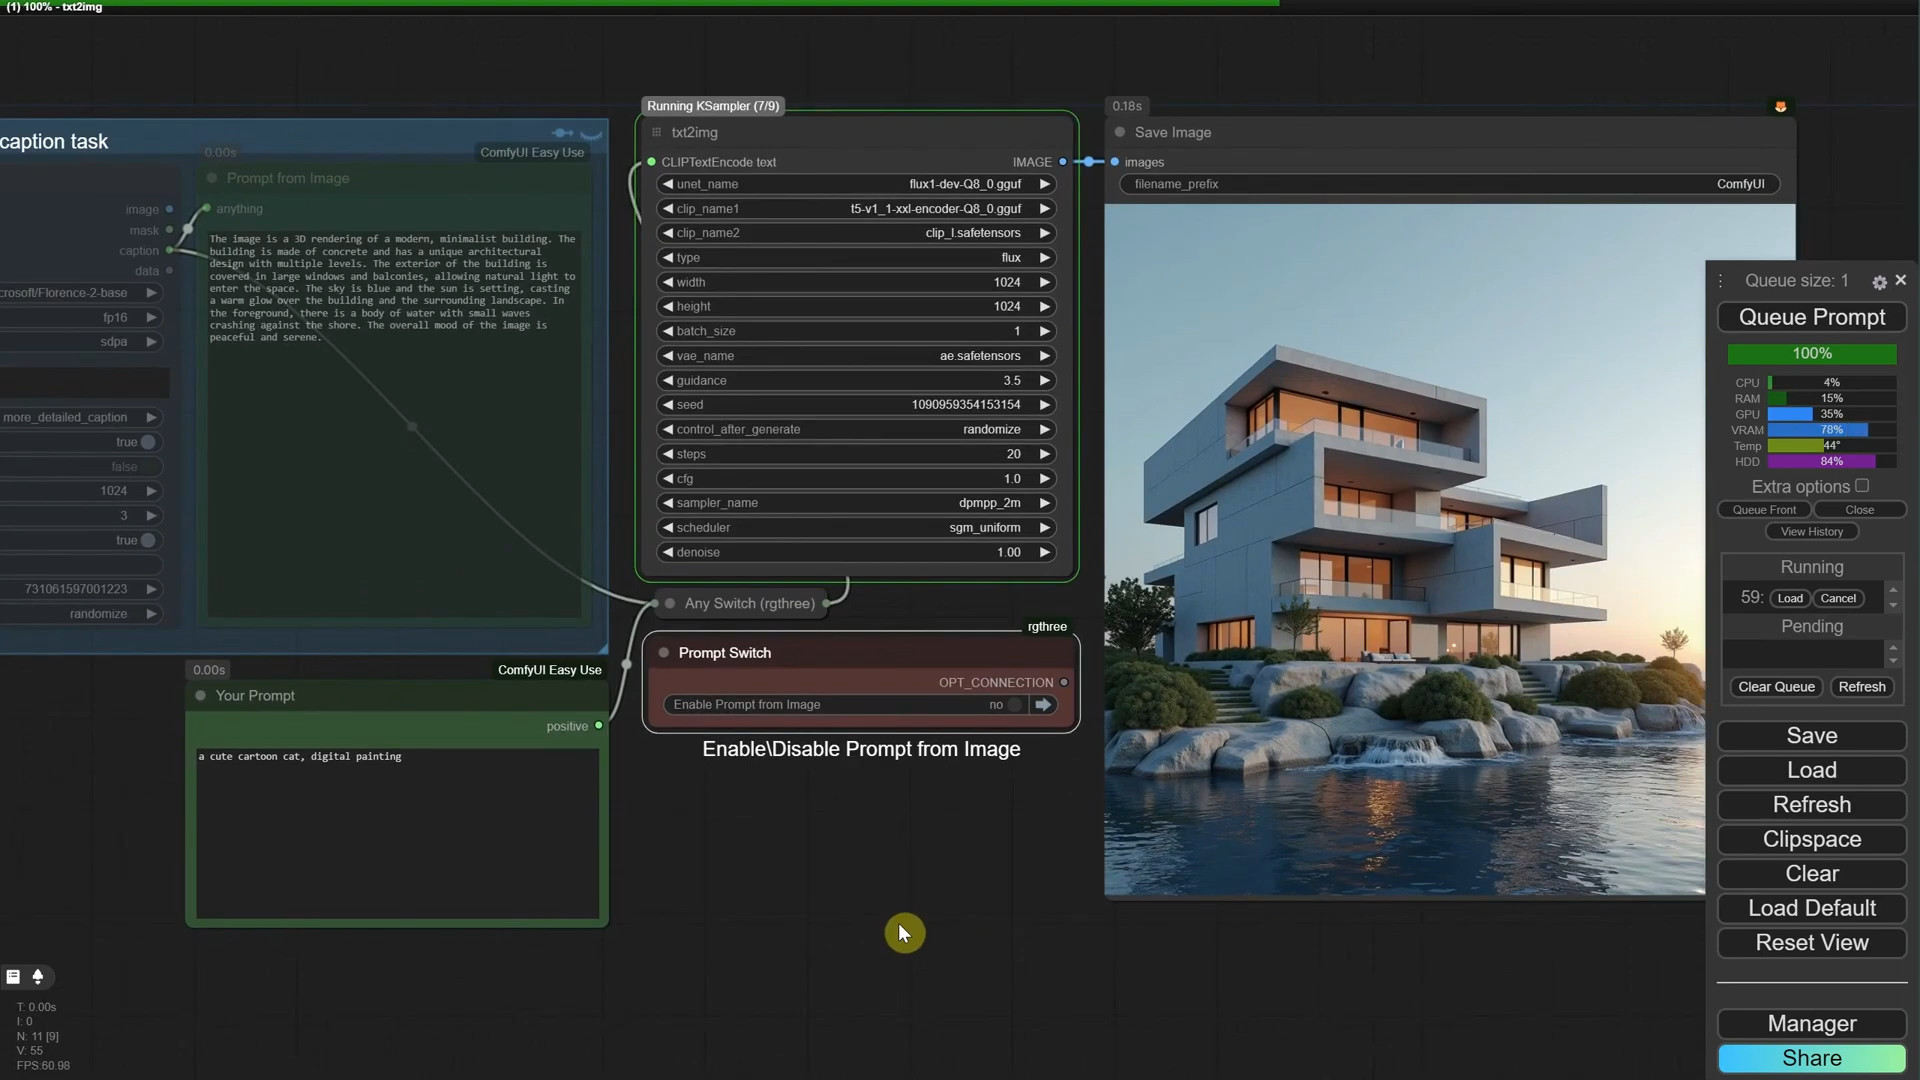 (1) 100% - txt2img
caption task
0.00s
ComfyUI Easy Use
Prompt from Image
image
anything
mask
caption
data
crosoft/Florence-2-base
fp16
sdpa
more_detailed_caption
true
false
1024
3
true
731061597001223
randomize
The image is a 3D rendering of a modern, minimalist building. The
building is made of concrete and has a unique architectural
design with multiple levels. The exterior of the building is
covered in large windows and balconies, allowing natural light to
enter the space. The sky is blue and the sun is setting, casting
a warm glow over the building and the surrounding landscape. In
the foreground, there is a body of water with small waves
crashing against the shore. The overall mood of the image is
peaceful and serene.
0.00s
ComfyUI Easy Use
Your Prompt
positive
a cute cartoon cat, digital painting
Running KSampler (7/9)
txt2img
CLIPTextEncode text IMAGE
unet_name flux1-dev-Q8_0.gguf
clip_name1 t5-v1_1-xxl-encoder-Q8_0.gguf
clip_name2 clip_l.safetensors
type flux
width 1024
height 1024
batch_size 1
vae_name ae.safetensors
guidance 3.5
seed 1090959354153154
control_after_generate randomize
steps 20
cfg 1.0
sampler_name dpmpp_2m
scheduler sgm_uniform
denoise 1.00
Any Switch (rgthree)
rgthree
Prompt Switch
OPT_CONNECTION
Enable Prompt from Image no
Enable\Disable Prompt from Image
0.18s
Save Image
images
filename_prefix ComfyUI
Queue size: 1
Queue Prompt
100%
CPU 4%
RAM 15%
GPU 35%
VRAM 78%
Temp 44°
HDD 84%
Extra options
Queue Front Close
View History
Running
59: Load Cancel
Pending
Clear Queue Refresh
Save
Load
Refresh
Clipspace
Clear
Load Default
Reset View
Manager
Share
T: 0.00s
I: 0
N: 11 [9]
V: 55
FPS:60.98